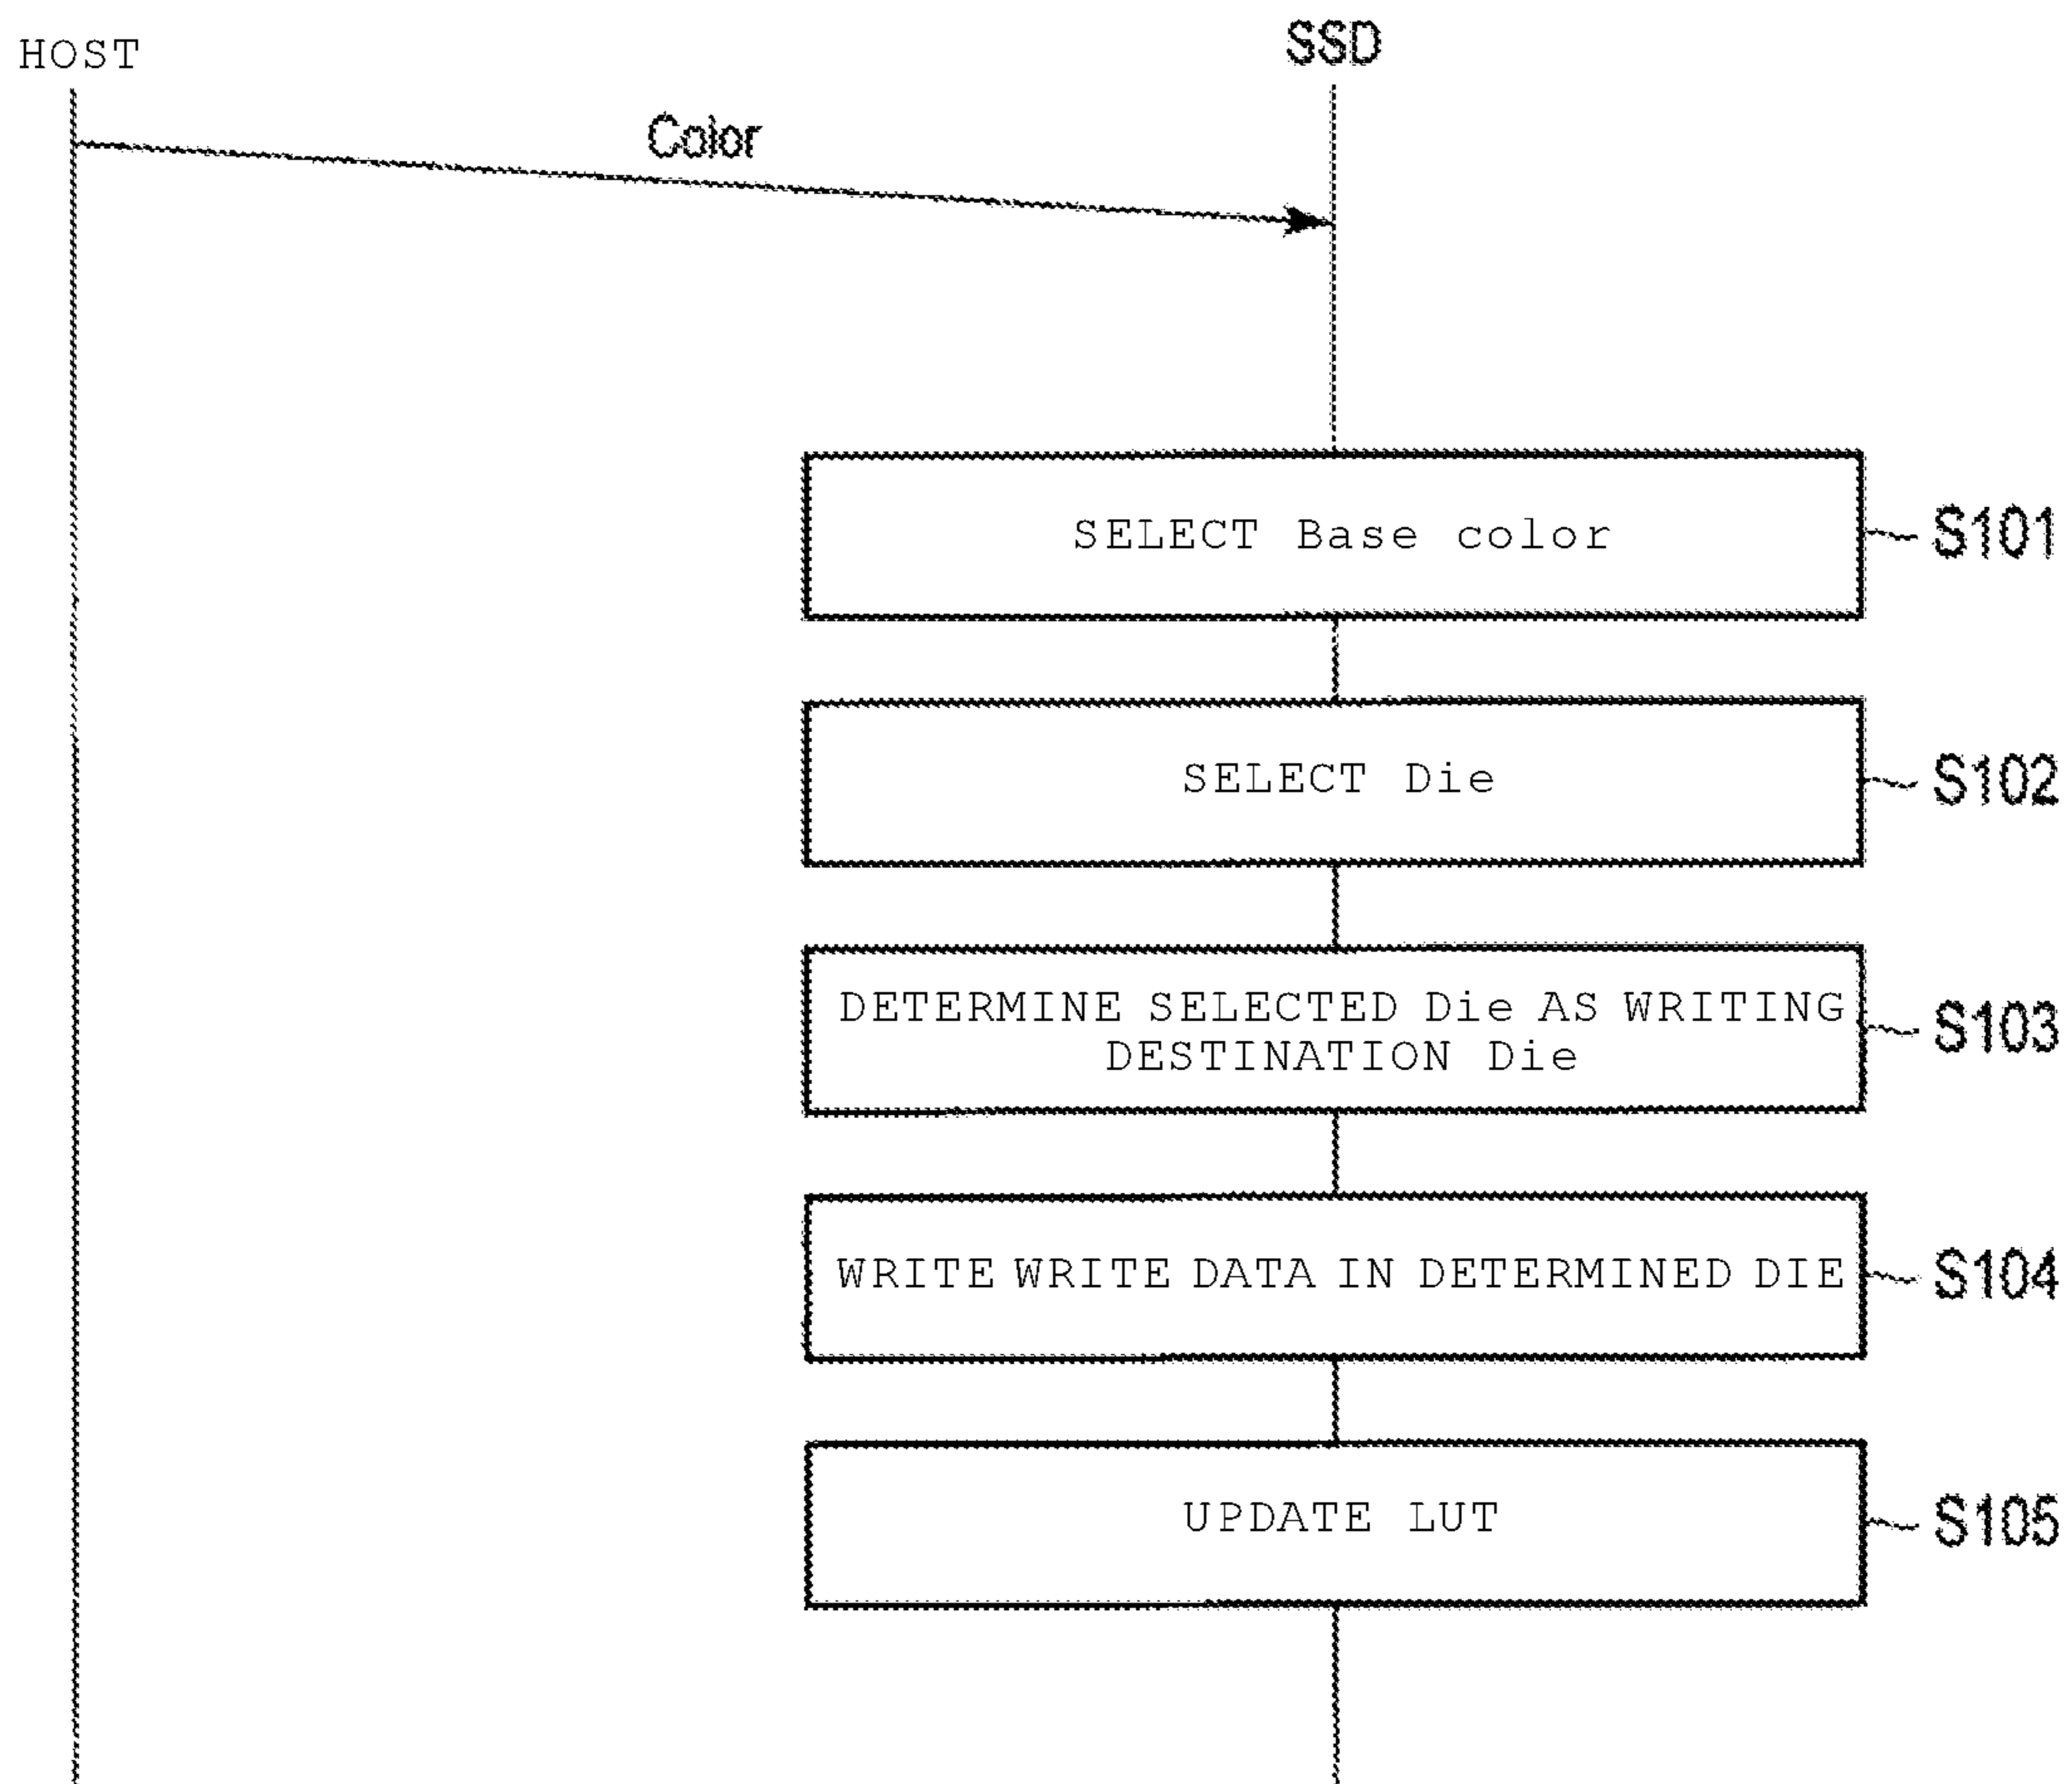 HOST
SSD
Color
SELECT Base color
S101
SELECT Die
S102
DETERMINE SELECTED Die AS WRITING
DESTINATION Die
S103
WRITE WRITE DATA IN DETERMINED DIE
S104
UPDATE LUT
S105